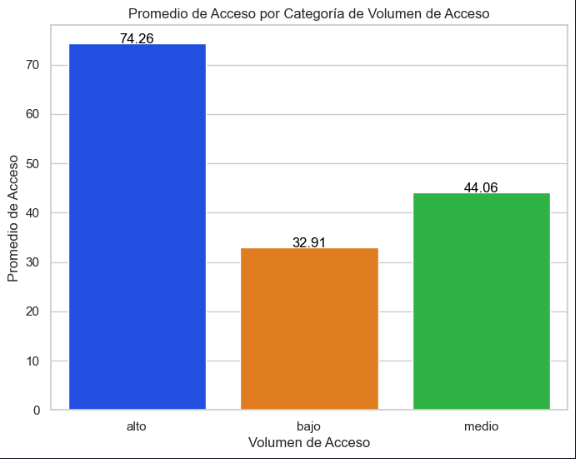 Promedio de Acceso por Categoría de Volumen de Acceso
Promedio de Acceso
70
60
50
40
30
20
10
0
74.26
32.91
44.06
alto
bajo
medio
Volumen de Acceso